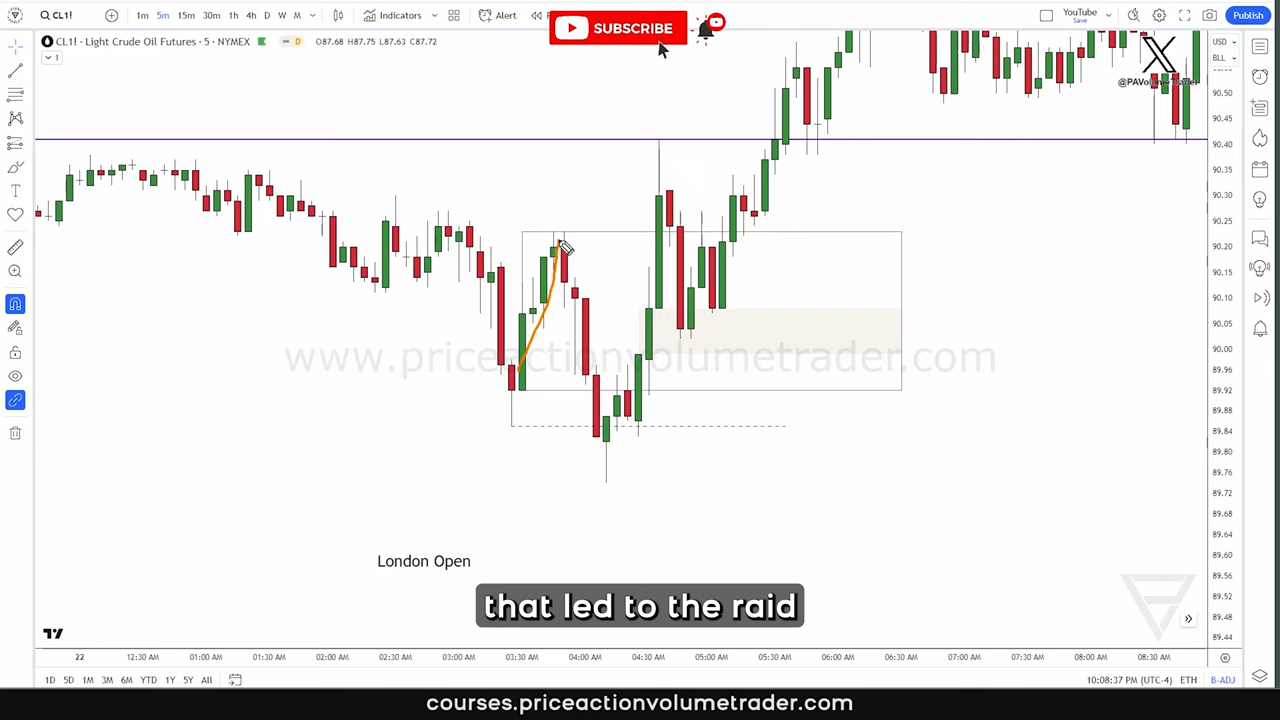 CL1!
1m 5m 15m 30m 1h 4h D W M
Indicators
Alert
SUBSCRIBE
YouTube
Save
Publish
CL1! · Light Crude Oil Futures · 5 · NYMEX
D
O87.68 H87.75 L87.63 C87.72
1
USD
BLL
@PAVolumeTrader
90.50
90.45
90.40
90.35
90.30
90.25
90.20
90.15
90.10
90.05
90.00
89.96
89.92
89.88
89.84
89.80
89.76
89.72
89.68
89.64
89.60
89.56
89.52
89.48
89.44
www.priceactionvolumetrader.com
London Open
that led to the raid
22 12:30 AM 01:00 AM 01:30 AM 02:00 AM 02:30 AM 03:00 AM 03:30 AM 04:00 AM 04:30 AM 05:00 AM 05:30 AM 06:00 AM 06:30 AM 07:00 AM 07:30 AM 08:00 AM 08:30 AM
1D 5D 1M 3M 6M YTD 1Y 5Y All
10:08:37 PM (UTC-4) ETH B-ADJ
courses.priceactionvolumetrader.com